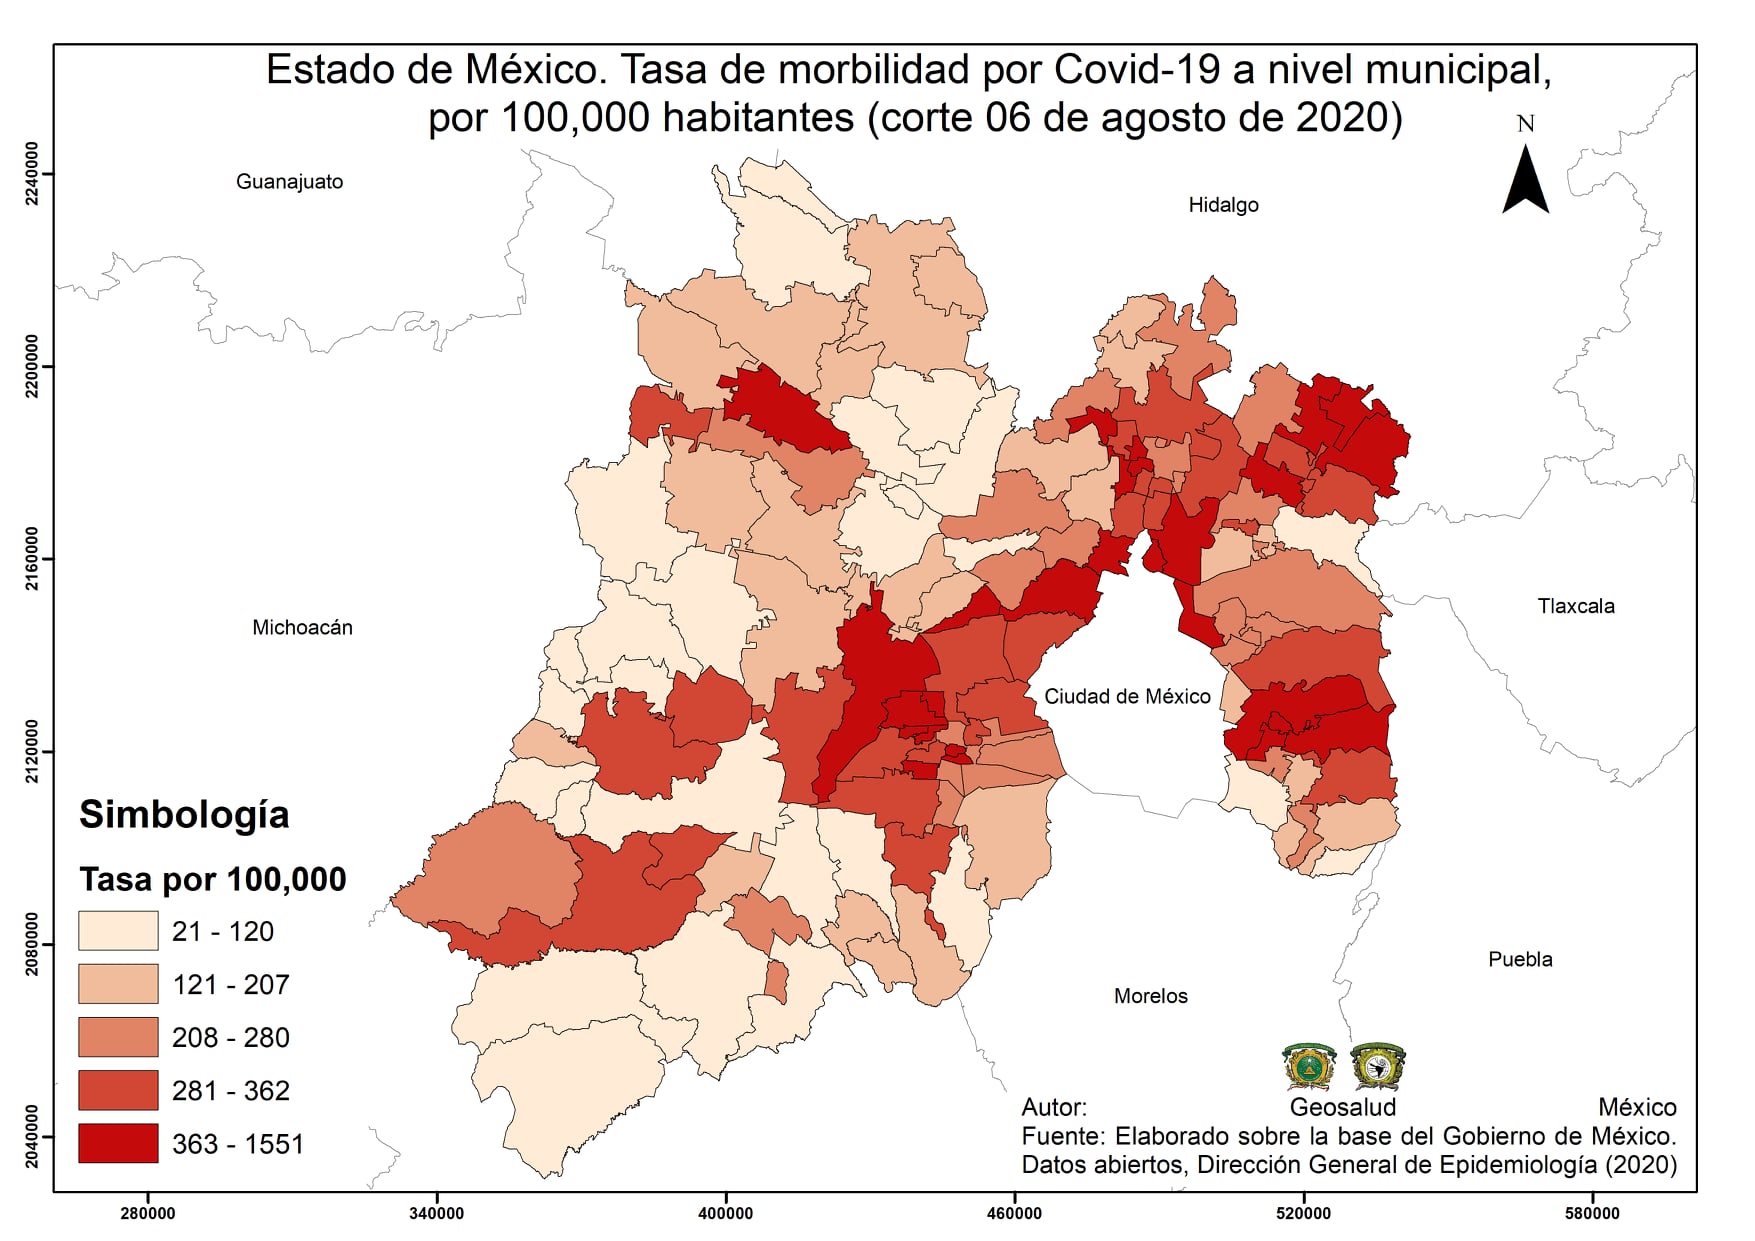 Estado de México. Tasa de morbilidad por Covid-19 a nivel municipal,
por 100,000 habitantes (corte 06 de agosto de 2020)
N
Guanajuato
Hidalgo
Michoacán
Tlaxcala
Ciudad de México
Puebla
Morelos
Simbología
Tasa por 100,000
21 - 120
121 - 207
208 - 280
281 - 362
363 - 1551
Autor: Geosalud México
Fuente: Elaborado sobre la base del Gobierno de México.
Datos abiertos, Dirección General de Epidemiología (2020)
2240000
2200000
2160000
2120000
2080000
2040000
280000 340000 400000 460000 520000 580000